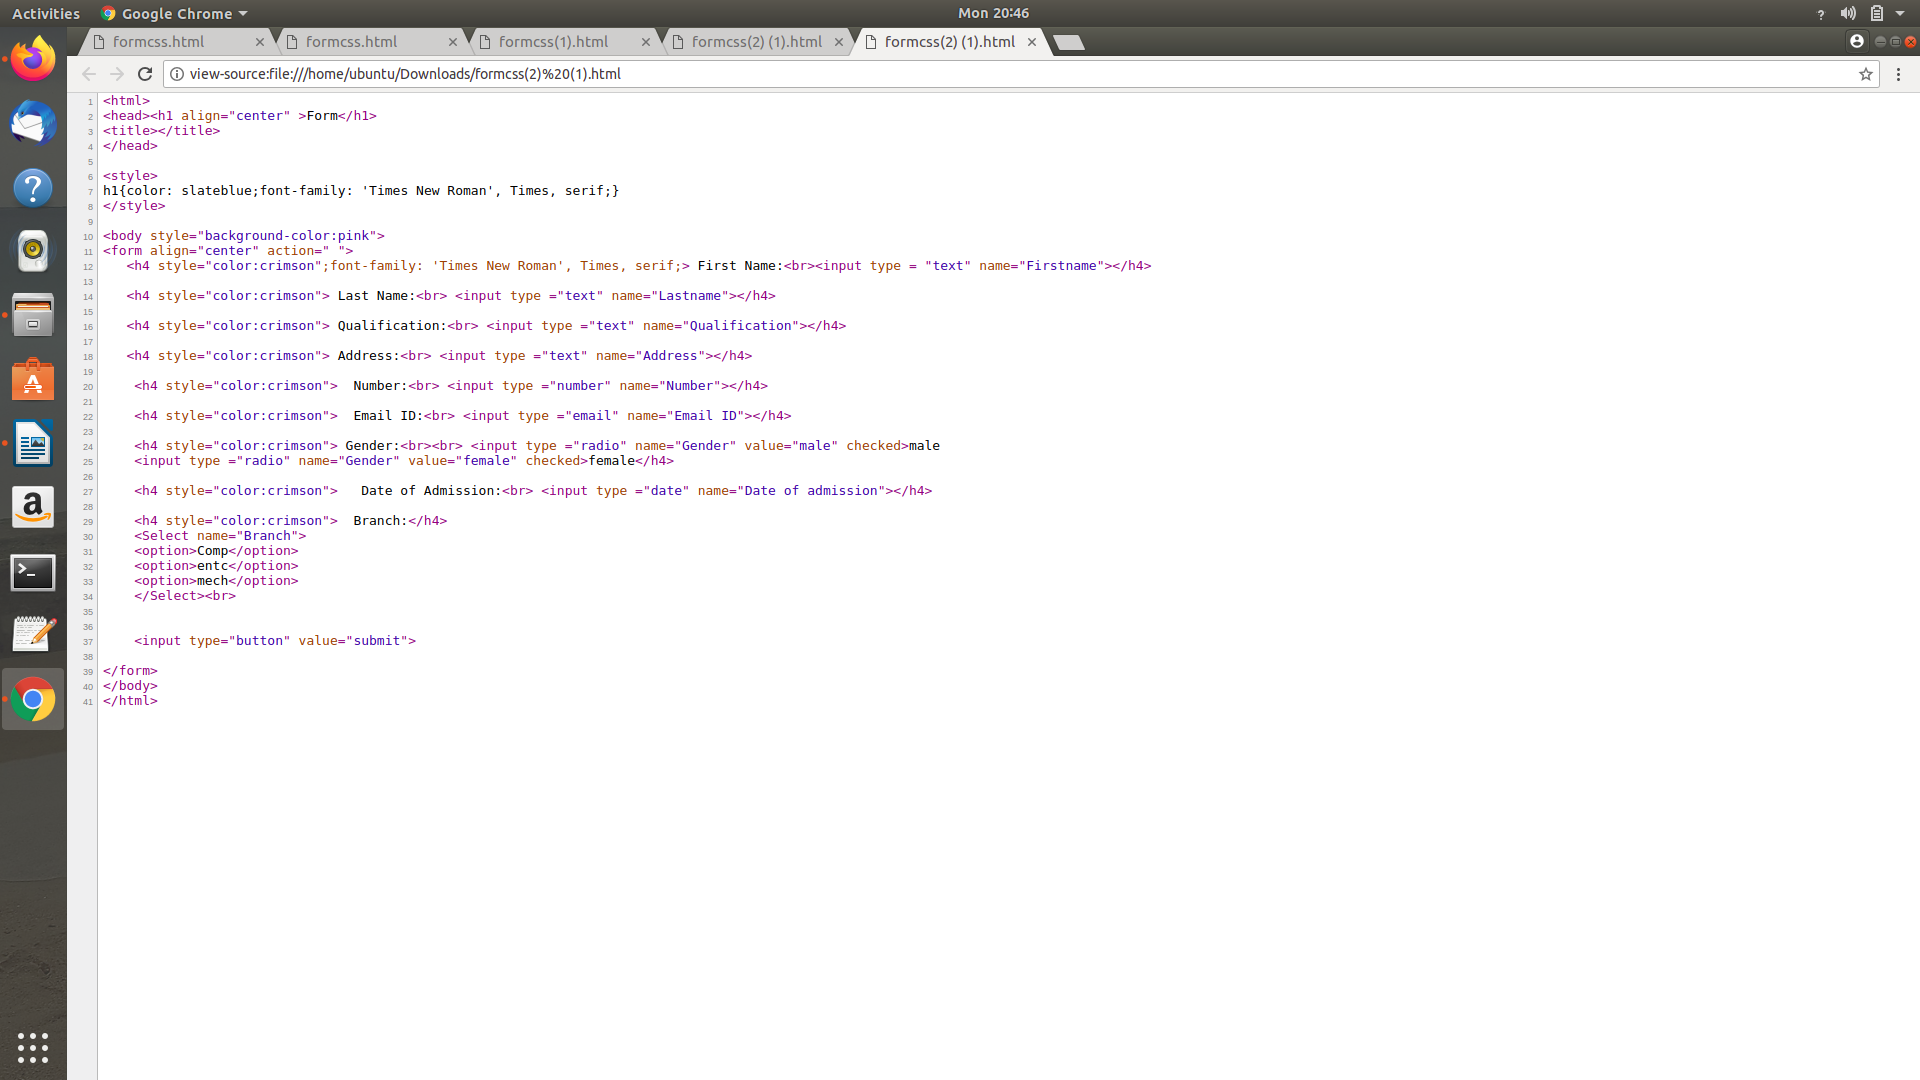 Activities Google Chrome Mon 20:46
formcss.html formcss.html formcss(1).html formcss(2) (1).html formcss(2) (1).html
view-source:file:///home/ubuntu/Downloads/formcss(2)%20(1).html
1 <html>
2 <head><h1 align="center" >Form</h1>
3 <title></title>
4 </head>
5
6 <style>
7 h1{color: slateblue;font-family: 'Times New Roman', Times, serif;}
8 </style>
9
10 <body style="background-color:pink">
11 <form align="center" action=" ">
12    <h4 style="color:crimson";font-family: 'Times New Roman', Times, serif;> First Name:<br><input type = "text" name="Firstname"></h4>
13
14    <h4 style="color:crimson"> Last Name:<br> <input type ="text" name="Lastname"></h4>
15
16    <h4 style="color:crimson"> Qualification:<br> <input type ="text" name="Qualification"></h4>
17
18    <h4 style="color:crimson"> Address:<br> <input type ="text" name="Address"></h4>
19
20     <h4 style="color:crimson">  Number:<br> <input type ="number" name="Number"></h4>
21
22     <h4 style="color:crimson">  Email ID:<br> <input type ="email" name="Email ID"></h4>
23
24     <h4 style="color:crimson"> Gender:<br><br> <input type ="radio" name="Gender" value="male" checked>male
25     <input type ="radio" name="Gender" value="female" checked>female</h4>
26
27     <h4 style="color:crimson">   Date of Admission:<br> <input type ="date" name="Date of admission"></h4>
28
29     <h4 style="color:crimson">  Branch:</h4>
30     <Select name="Branch">
31     <option>Comp</option>
32     <option>entc</option>
33     <option>mech</option>
34     </Select><br>
35
36
37     <input type="button" value="submit">
38
39 </form>
40 </body>
41 </html>